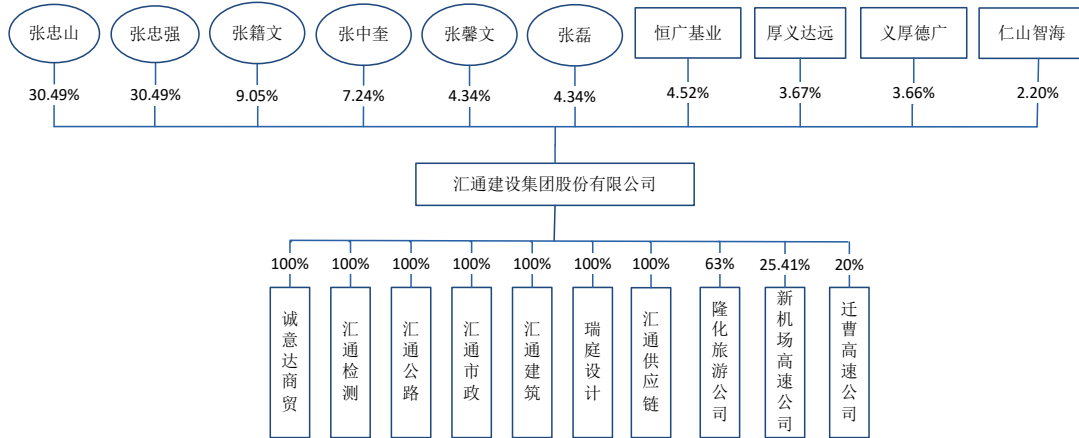 张忠山 张忠强 张籍文 张中奎 张馨文 张磊 恒广基业 厚义达远 义厚德广 仁山智海
30.49% 30.49% 9.05% 7.24% 4.34% 4.34% 4.52% 3.67% 3.66% 2.20%
汇通建设集团股份有限公司
100% 100% 100% 100% 100% 100% 100% 63% 25.41% 20%
诚意达商贸
汇通检测
汇通公路
汇通市政
汇通建筑
瑞庭设计
汇通供应链
隆化旅游公司
新机场高速公司
迁曹高速公司